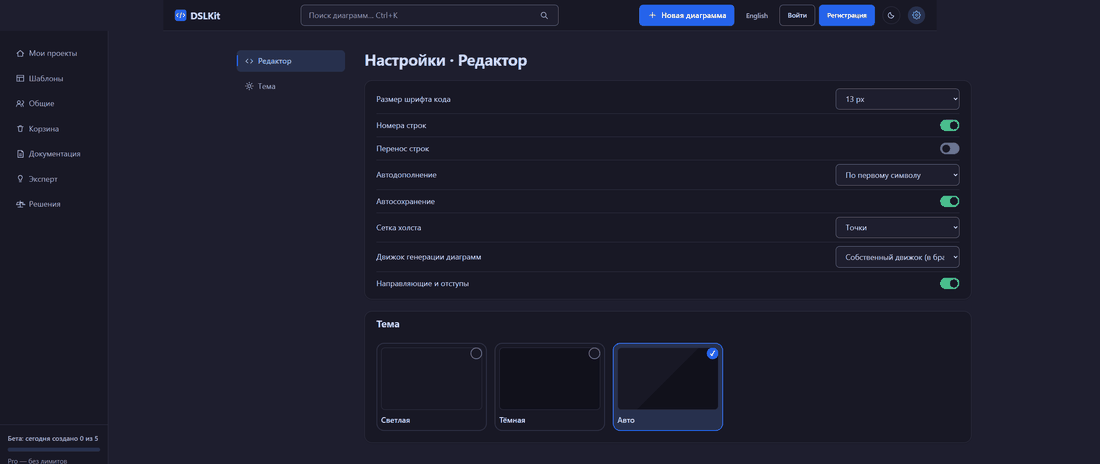 DSLKit
Поиск диаграмм... Ctrl+K
Новая диаграмма
English
Войти
Регистрация
Мои проекты
Шаблоны
Общие
Корзина
Документация
Эксперт
Решения
Бета: сегодня создано 0 из 5
Pro — без лимитов
Редактор
Тема
Настройки · Редактор
Размер шрифта кода
13 px
Номера строк
Перенос строк
Автодополнение
По первому символу
Автосохранение
Сетка холста
Точки
Движок генерации диаграмм
Собственный движок (в бра
Направляющие и отступы
Тема
Светлая
Тёмная
Авто